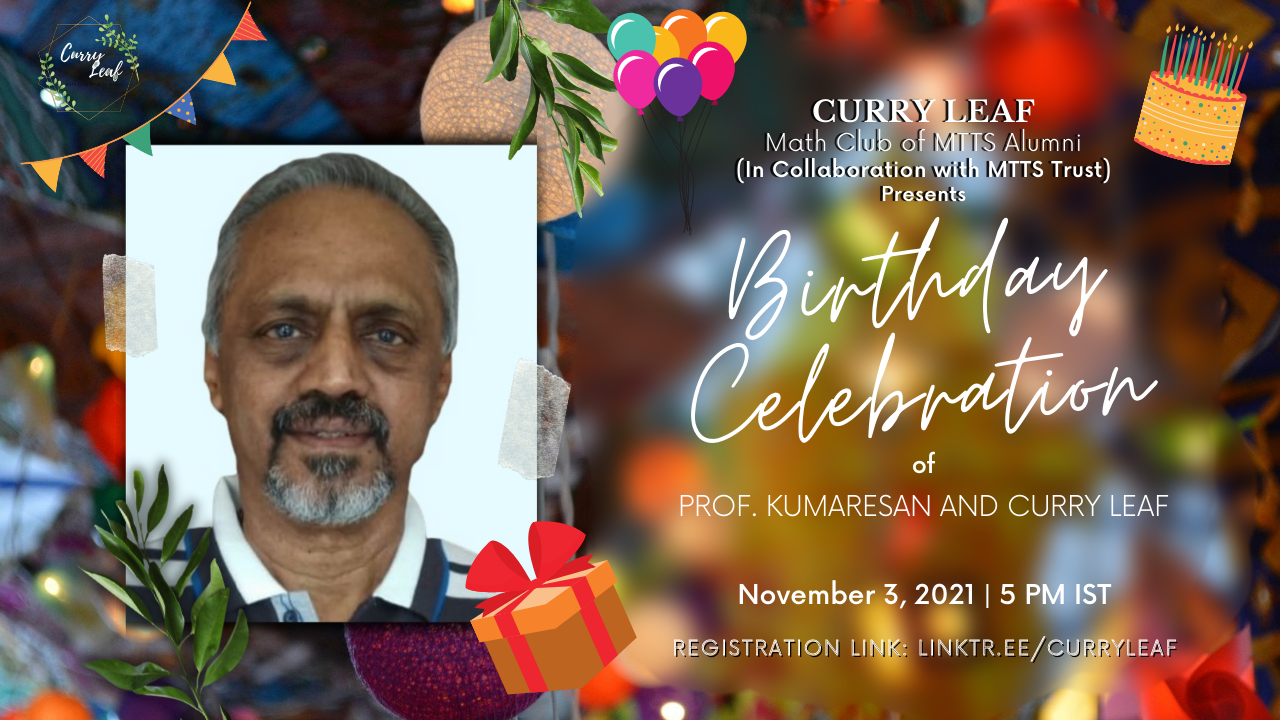 Curry
Leaf
CURRY LEAF
Math Club of MTTS Alumni
(In Collaboration with MTTS Trust)
Presents
Birthday
Celebration
of
PROF. KUMARESAN AND CURRY LEAF
November 3, 2021 | 5 PM IST
REGISTRATION LINK: LINKTR.EE/CURRYLEAF